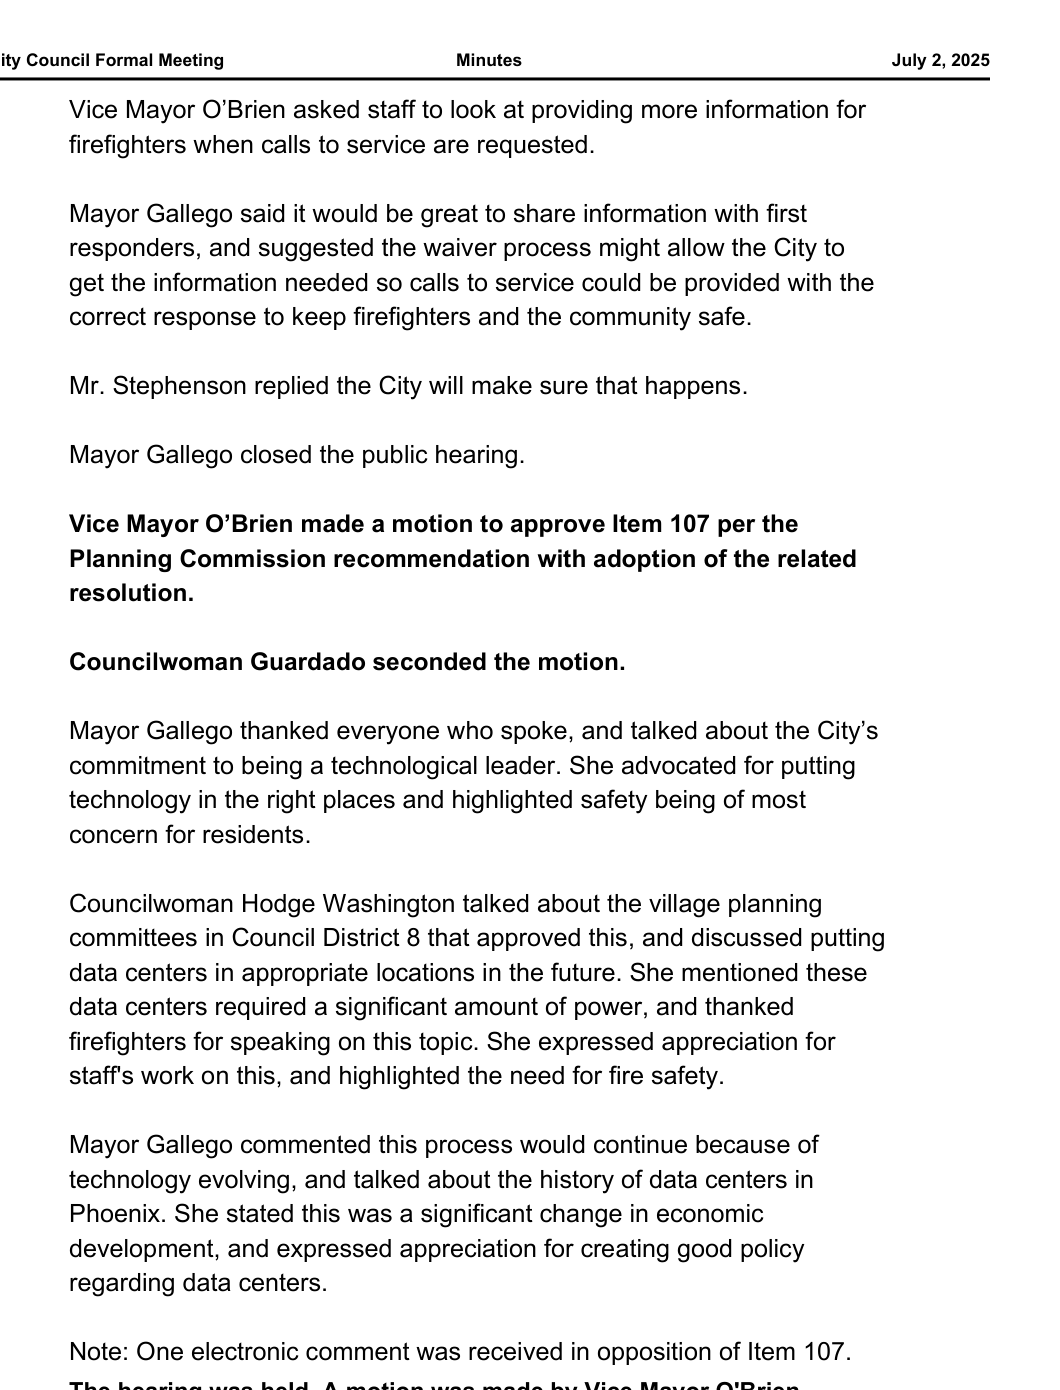 ity Council Formal Meeting Minutes July 2, 2025
Vice Mayor O’Brien asked staff to look at providing more information for
firefighters when calls to service are requested.
Mayor Gallego said it would be great to share information with first
responders, and suggested the waiver process might allow the City to
get the information needed so calls to service could be provided with the
correct response to keep firefighters and the community safe.
Mr. Stephenson replied the City will make sure that happens.
Mayor Gallego closed the public hearing.
Vice Mayor O’Brien made a motion to approve Item 107 per the
Planning Commission recommendation with adoption of the related
resolution.
Councilwoman Guardado seconded the motion.
Mayor Gallego thanked everyone who spoke, and talked about the City’s
commitment to being a technological leader. She advocated for putting
technology in the right places and highlighted safety being of most
concern for residents.
Councilwoman Hodge Washington talked about the village planning
committees in Council District 8 that approved this, and discussed putting
data centers in appropriate locations in the future. She mentioned these
data centers required a significant amount of power, and thanked
firefighters for speaking on this topic. She expressed appreciation for
staff's work on this, and highlighted the need for fire safety.
Mayor Gallego commented this process would continue because of
technology evolving, and talked about the history of data centers in
Phoenix. She stated this was a significant change in economic
development, and expressed appreciation for creating good policy
regarding data centers.
Note: One electronic comment was received in opposition of Item 107.
The hearing was held. A motion was made by Vice Mayor O'Brien